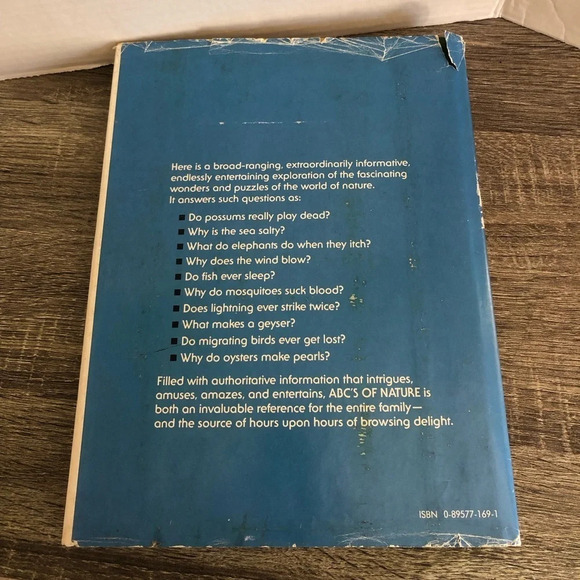 Here is a broad-ranging, extraordinarily informative,
endlessly entertaining exploration of the fascinating
wonders and puzzles of the world of nature.
It answers such questions as:
■ Do possums really play dead?
■ Why is the sea salty?
■ What do elephants do when they itch?
■ Why does the wind blow?
■ Do fish ever sleep?
■ Why do mosquitoes suck blood?
■ Does lightning ever strike twice?
■ What makes a geyser?
■ Do migrating birds ever get lost?
■ Why do oysters make pearls?
Filled with authoritative information that intrigues,
amuses, amazes, and entertains, ABC'S OF NATURE is
both an invaluable reference for the entire family—
and the source of hours upon hours of browsing delight.
ISBN 0-89577-169-1